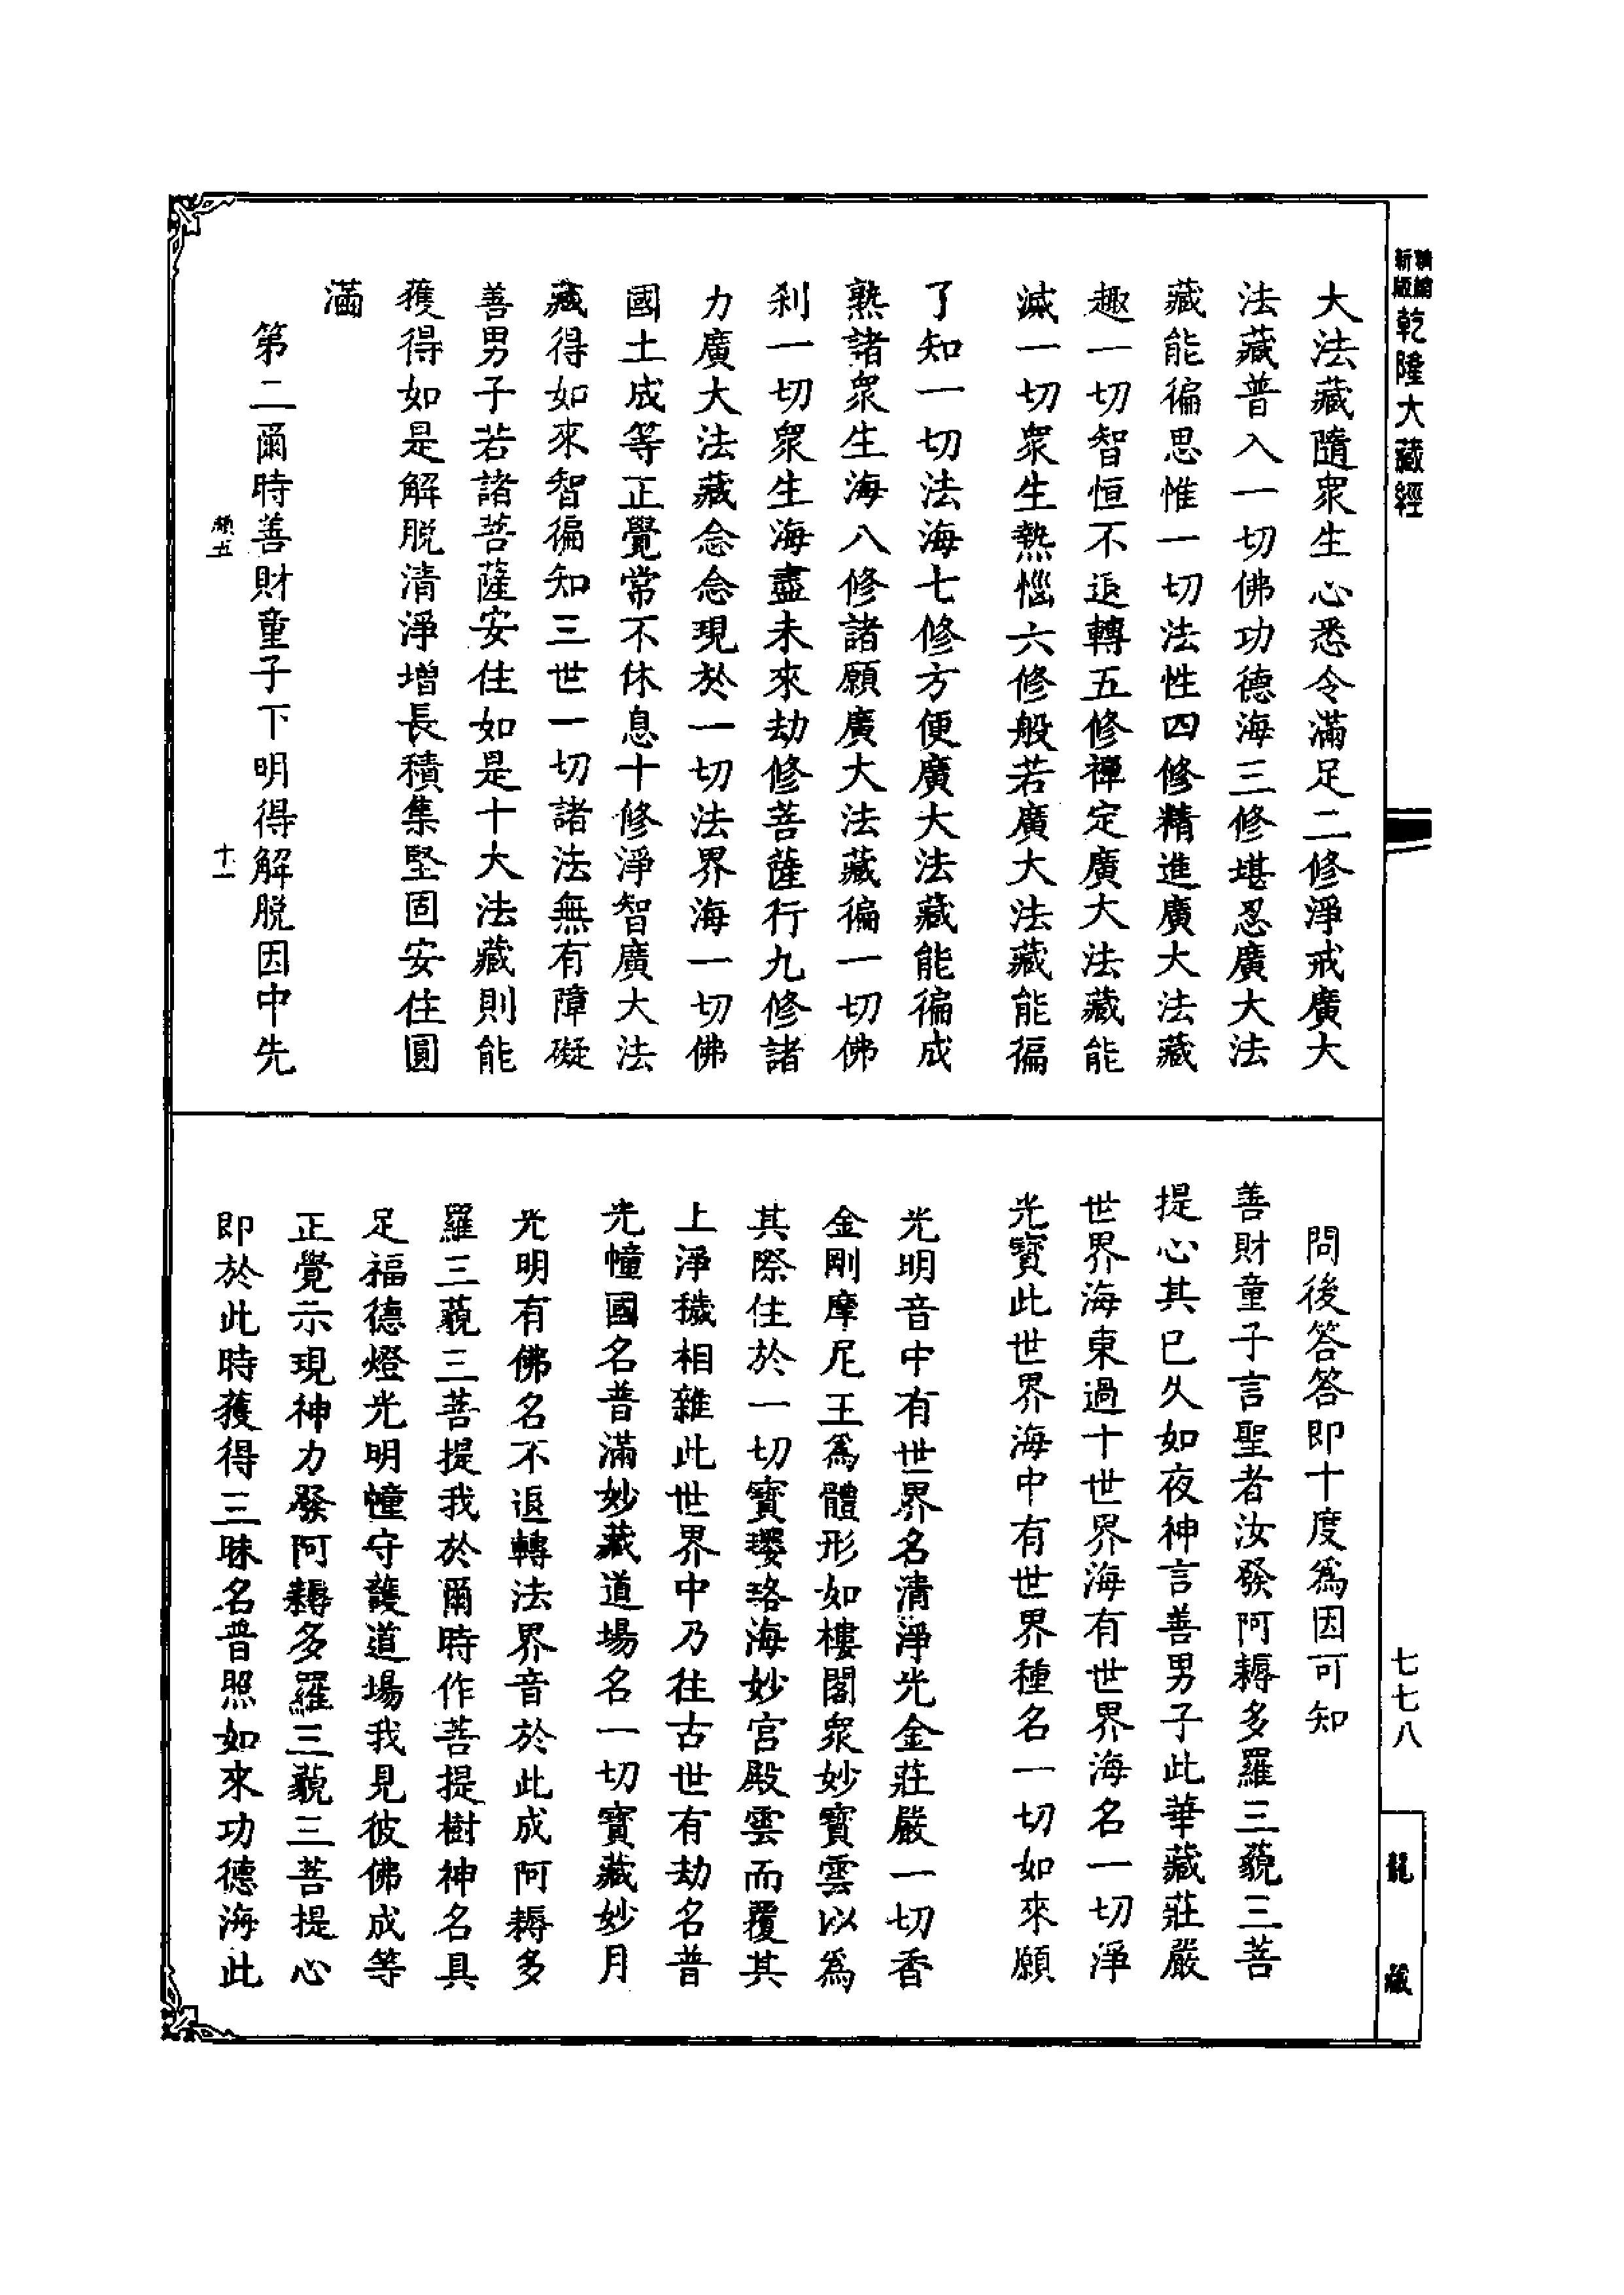 新版
精縮
乾隆大藏經
大法藏隨衆生心悉令滿足二修淨戒廣大
法藏普入一切佛功德海三修堪忍廣大法
藏能徧思惟一切法性四修精進廣大法藏
趣一切智恒不退轉五修禪定廣大法藏能
滅一切衆生熱惱六修般若廣大法藏能徧
了知一切法海七修方便廣大法藏能徧成
熟諸衆生海八修諸願廣大法藏徧一切佛
刹一切衆生海盡未來劫修菩薩行九修諸
力廣大法藏念念現於一切法界海一切佛
國土成等正覺常不休息十修淨智廣大法
藏得如來智徧知三世一切諸法無有障礙
善男子若諸菩薩安住如是十大法藏則能
獲得如是解脫清淨增長積集堅固安住圓
滿
第二爾時善財童子下明得解脫因中先
十一
問後答答即十度爲因可知
善財童子言聖者汝發阿耨多羅三藐三菩
提心其已久如夜神言善男子此華藏莊嚴
世界海東過十世界海有世界海名一切淨
光寶此世界海中有世界種名一切如來願
光明音中有世界名清淨光金莊嚴一切香
金剛摩尼王爲體形如樓閣衆妙寶雲以爲
其際住於一切寶瓔珞海妙宮殿雲而覆其
上淨穢相雜此世界中乃往古世有劫名普
光幢國名普滿妙藏道場名一切寶藏妙月
光明有佛名不退轉法界音於此成阿耨多
羅三藐三菩提我於爾時作菩提樹神名具
足福德燈光明幢守護道場我見彼佛成等
正覺示現神力發阿耨多羅三藐三菩提心
即於此時獲得三昧名普照如來功德海此
七七八
龍藏